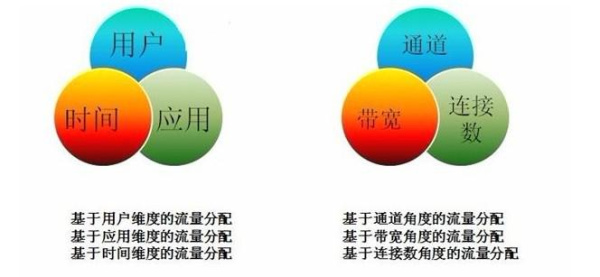 用户
时间
应用
通道
带宽
连接
数
基于用户维度的流量分配
基于应用维度的流量分配
基于时间维度的流量分配
基于通道角度的流量分配
基于带宽角度的流量分配
基于连接数角度的流量分配